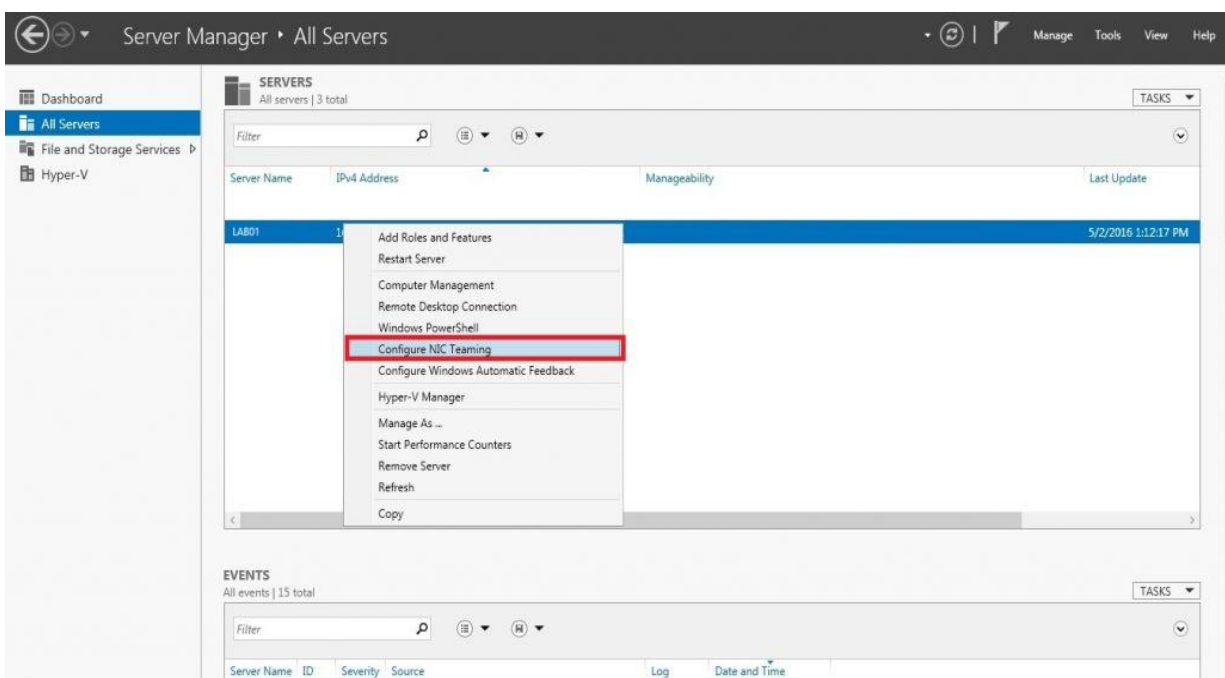 Server Manager • All Servers
Manage Tools View Help
Dashboard
All Servers
File and Storage Services
Hyper-V
SERVERS
All servers | 3 total
TASKS
Filter
Server Name IPv4 Address Manageability Last Update
LAB01 5/2/2016 1:12:17 PM
Add Roles and Features
Restart Server
Computer Management
Remote Desktop Connection
Windows PowerShell
Configure NIC Teaming
Configure Windows Automatic Feedback
Hyper-V Manager
Manage As ...
Start Performance Counters
Remove Server
Refresh
Copy
EVENTS
All events | 15 total
TASKS
Filter
Server Name ID Severity Source Log Date and Time